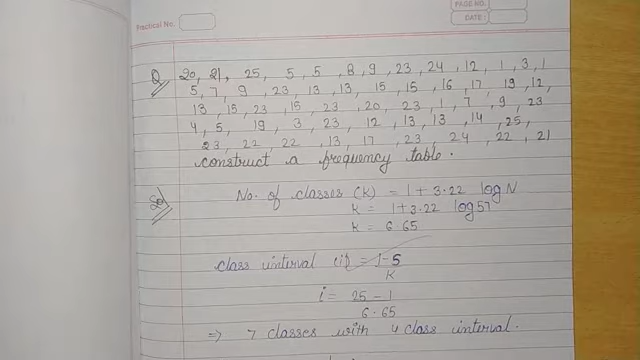 PAGE NO.
DATE :
Practical No.
Q 20, 21, 25, 5, 5, 8, 9, 23, 24, 12, 1, 3, 1
5, 7, 9, 23, 13, 13, 15, 15, 16, 17, 19, 12,
13, 15, 23, 15, 23, 20, 23, 1, 7, 9, 23
4, 5, 19, 3, 23, 12, 13, 13, 14, 25,
23, 22, 22, 13, 17, 23, 24, 22, 21
construct a frequency table.
Sol No. of classes (K) = 1 + 3.22 log N
K = 1 + 3.22 log 57
K = 6.65
class interval (i) = l - S
K
i = 25 - 1
6.65
⇒ 7 classes with 4 class interval.